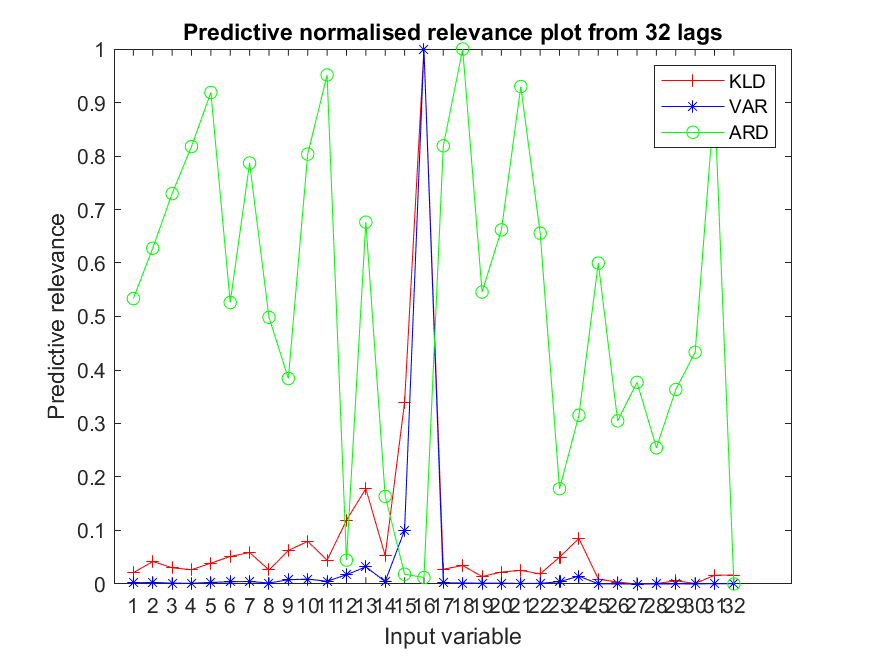 Predictive normalised relevance plot from 32 lags
KLD
VAR
ARD
1
0.9
0.8
0.7
0.6
0.5
0.4
0.3
0.2
0.1
0
Predictive relevance
1 2 3 4 5 6 7 8 9 10 11 12 13 14 15 16 17 18 19 20 21 22 23 24 25 26 27 28 29 30 31 32
Input variable